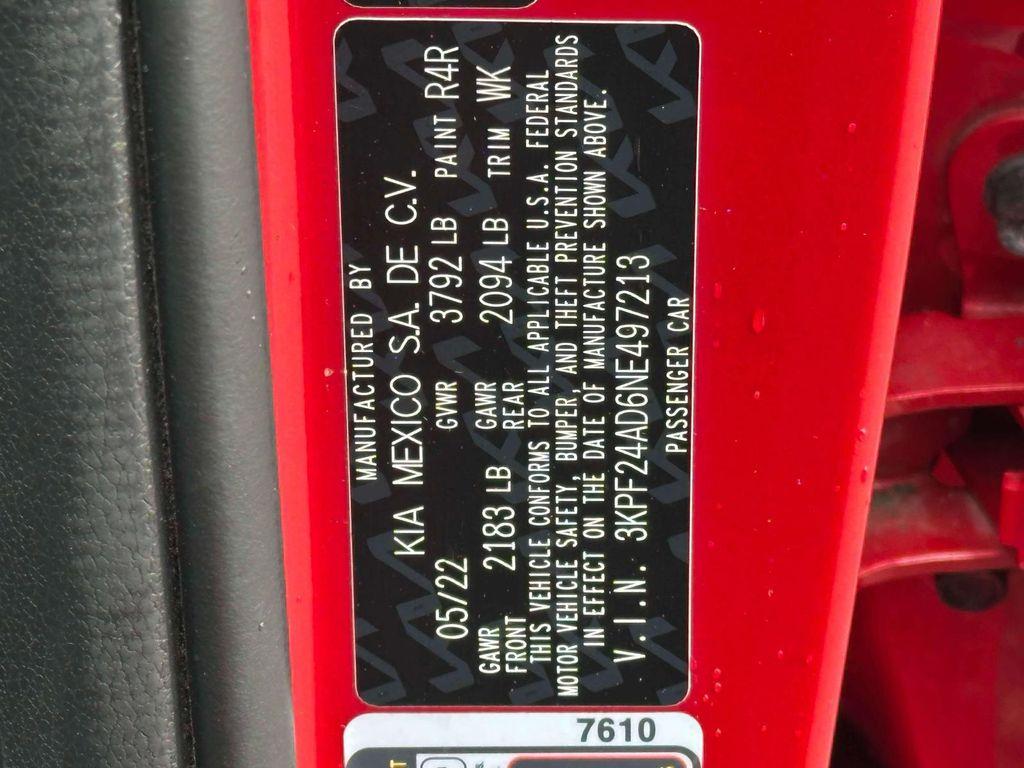 MANUFACTURED BY
KIA MEXICO S.A. DE C.V.
05/22 GVWR 3792 LB PAINT R4R
GAWR FRONT 2183 LB GAWR REAR 2094 LB TRIM WK
THIS VEHICLE CONFORMS TO ALL APPLICABLE U.S.A. FEDERAL
MOTOR VEHICLE SAFETY, BUMPER, AND THEFT PREVENTION STANDARDS
IN EFFECT ON THE DATE OF MANUFACTURE SHOWN ABOVE.
V.I.N. 3KPF24AD6NE497213
PASSENGER CAR
7610